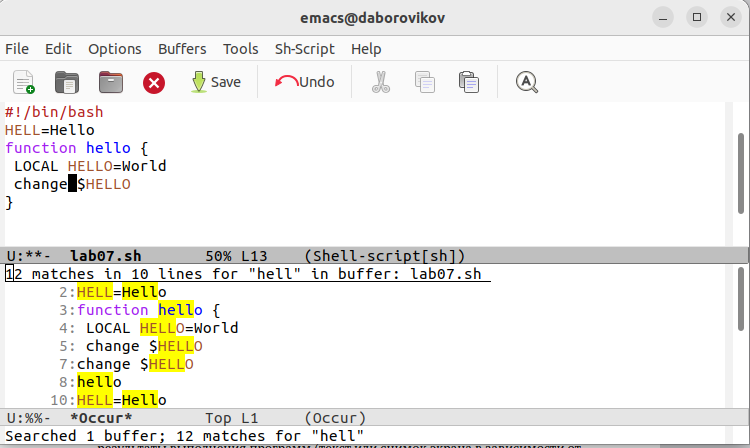 emacs@daborovikov
File Edit Options Buffers Tools Sh-Script Help
Save Undo
#!/bin/bash
HELL=Hello
function hello {
 LOCAL HELLO=World
 change $HELLO
}
U:**-  lab07.sh       50% L13    (Shell-script[sh])
12 matches in 10 lines for "hell" in buffer: lab07.sh
      2:HELL=Hello
      3:function hello {
      4: LOCAL HELLO=World
      5: change $HELLO
      7:change $HELLO
      8:hello
     10:HELL=Hello
U:%%-  *Occur*        Top L1     (Occur)
Searched 1 buffer; 12 matches for "hell"